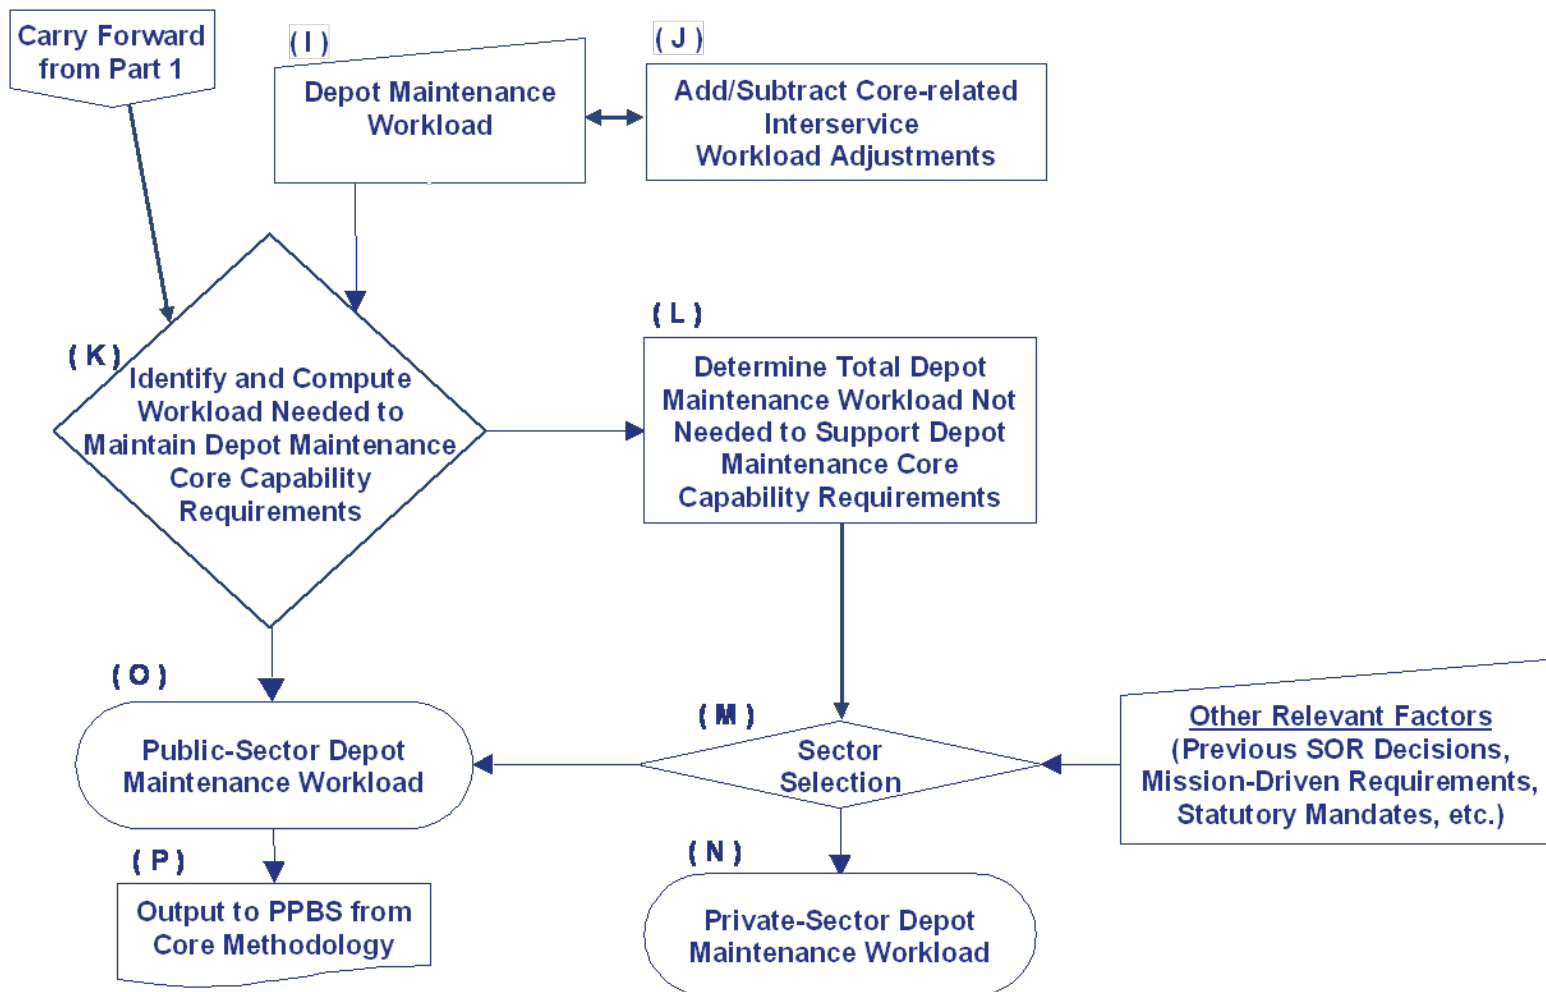 Carry Forward
from Part 1
( I )
Depot Maintenance
Workload
( J )
Add/Subtract Core-related
Interservice
Workload Adjustments
( K )
Identify and Compute
Workload Needed to
Maintain Depot Maintenance
Core Capability
Requirements
( L )
Determine Total Depot
Maintenance Workload Not
Needed to Support Depot
Maintenance Core
Capability Requirements
( O )
Public-Sector Depot
Maintenance Workload
( M )
Sector
Selection
Other Relevant Factors
(Previous SOR Decisions,
Mission-Driven Requirements,
Statutory Mandates, etc.)
( P )
Output to PPBS from
Core Methodology
( N )
Private-Sector Depot
Maintenance Workload